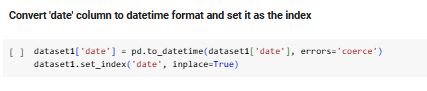 Convert 'date' column to datetime format and set it as the index
[ ] dataset1['date'] = pd.to_datetime(dataset1['date'], errors='coerce')
dataset1.set_index('date', inplace=True)